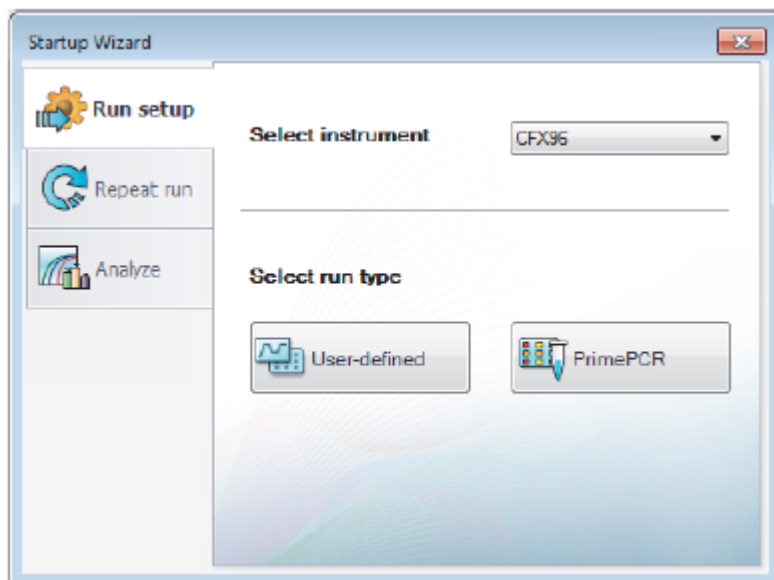 Startup Wizard
Run setup
Select instrument
CFX96
Repeat run
Analyze
Select run type
User-defined
PrimePCR